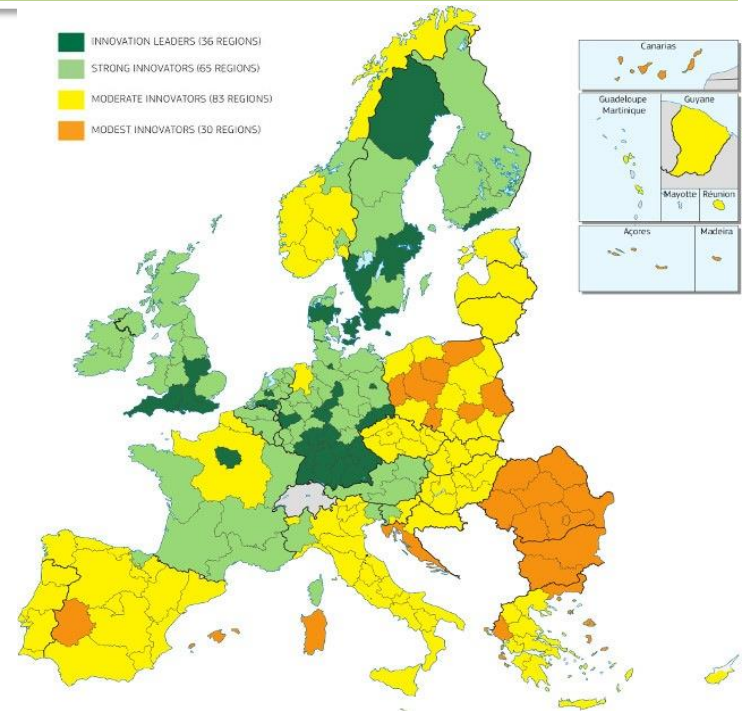 INNOVATION LEADERS (36 REGIONS)
STRONG INNOVATORS (65 REGIONS)
MODERATE INNOVATORS (83 REGIONS)
MODEST INNOVATORS (30 REGIONS)
Canarias
Guadeloupe
Martinique
Guyane
Mayotte
Réunion
Açores
Madeira